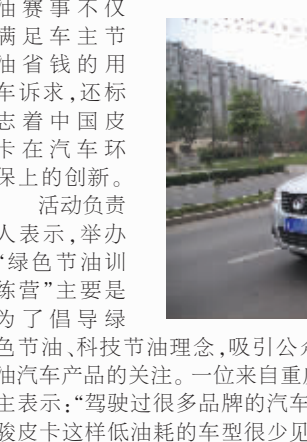 油赛事不仅
满足车主节
油省钱的用
车诉求,还标
志着中国皮
卡在汽车环
保上的创新。
活动负责
人表示,举办
“绿色节油训
练营”主要是
为了倡导绿
色节油、科技节油理念,吸引公众
油汽车产品的关注。一位来自重庆
主表示:“驾驶过很多品牌的汽车
骏皮卡这样低油耗的车型很少见